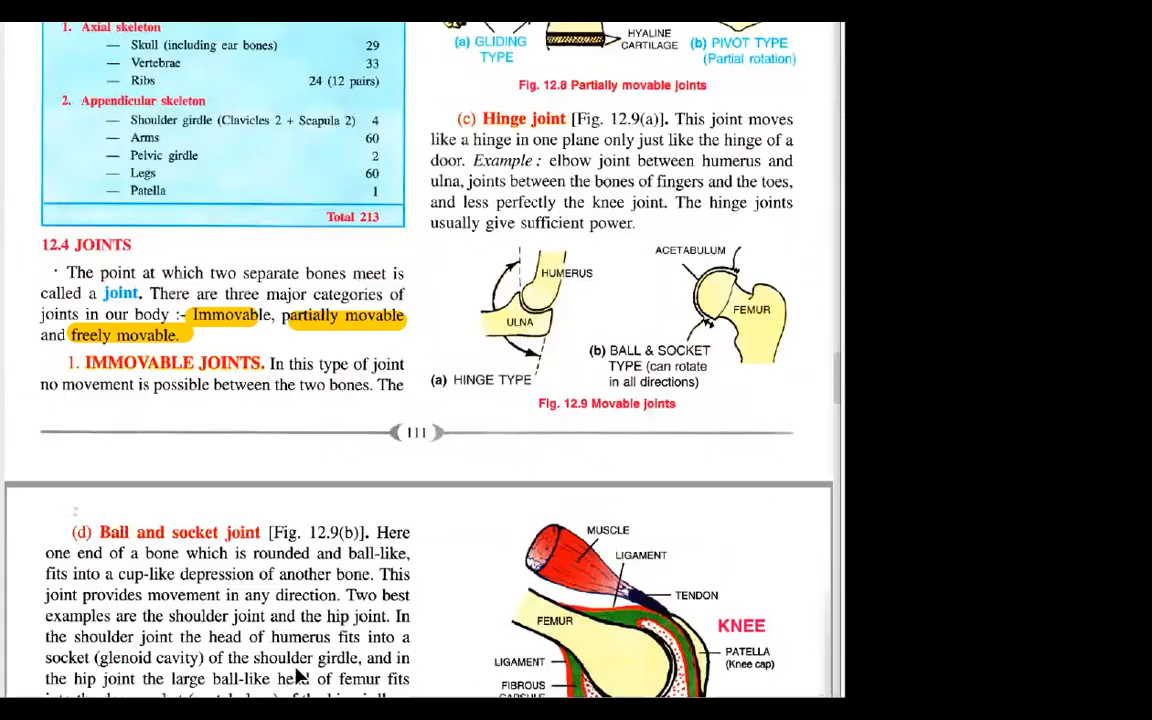 1. Axial skeleton
— Skull (including ear bones) 29
— Vertebrae 33
— Ribs 24 (12 pairs)
2. Appendicular skeleton
— Shoulder girdle (Clavicles 2 + Scapula 2) 4
— Arms 60
— Pelvic girdle 2
— Legs 60
— Patella 1
Total 213
12.4 JOINTS
The point at which two separate bones meet is
called a joint. There are three major categories of
joints in our body :- Immovable, partially movable
and freely movable.
1. IMMOVABLE JOINTS. In this type of joint
no movement is possible between the two bones. The
(a) GLIDING
TYPE
HYALINE
CARTILAGE
(b) PIVOT TYPE
(Partial rotation)
Fig. 12.8 Partially movable joints
(c) Hinge joint [Fig. 12.9(a)]. This joint moves
like a hinge in one plane only just like the hinge of a
door. Example : elbow joint between humerus and
ulna, joints between the bones of fingers and the toes,
and less perfectly the knee joint. The hinge joints
usually give sufficient power.
HUMERUS
ULNA
(a) HINGE TYPE
ACETABULUM
FEMUR
(b) BALL & SOCKET
TYPE (can rotate
in all directions)
Fig. 12.9 Movable joints
111
(d) Ball and socket joint [Fig. 12.9(b)]. Here
one end of a bone which is rounded and ball-like,
fits into a cup-like depression of another bone. This
joint provides movement in any direction. Two best
examples are the shoulder joint and the hip joint. In
the shoulder joint the head of humerus fits into a
socket (glenoid cavity) of the shoulder girdle, and in
the hip joint the large ball-like of femur fits
MUSCLE
LIGAMENT
TENDON
FEMUR
KNEE
PATELLA
(Knee cap)
LIGAMENT
FIBROUS